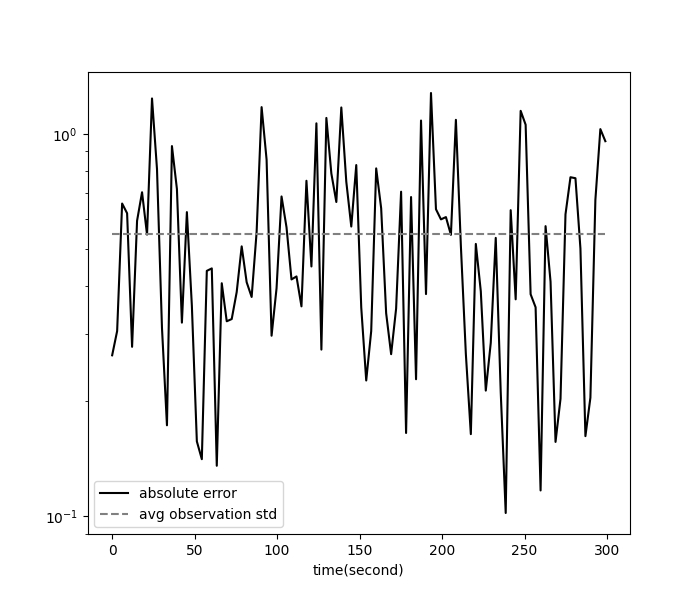 10⁰
10⁻¹
absolute error
avg observation std
0 50 100 150 200 250 300
time(second)